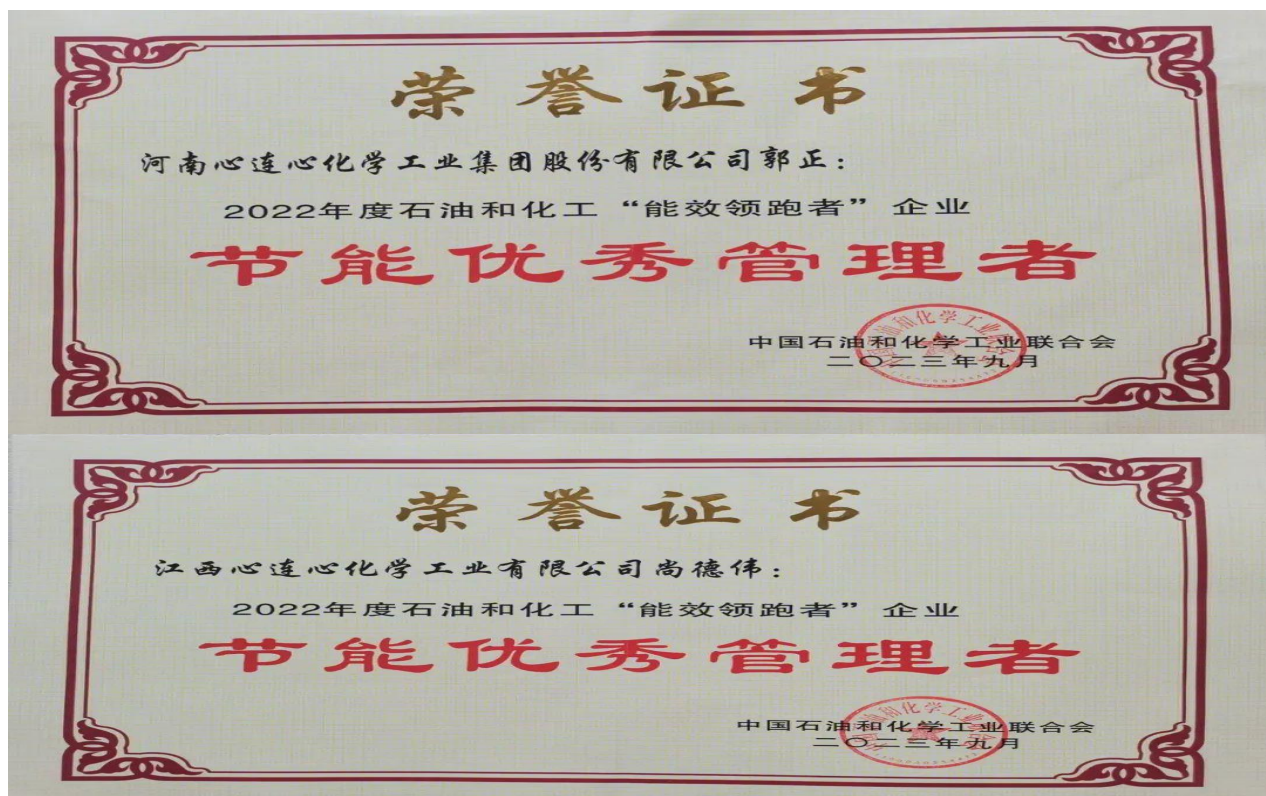 荣誉证书
河南心连心化学工业集团股份有限公司郭正：
2022年度石油和化工“能效领跑者”企业
节能优秀管理者
中国石油和化学工业联合会
二〇二三年九月
荣誉证书
江西心连心化学工业有限公司尚德伟：
2022年度石油和化工“能效领跑者”企业
节能优秀管理者
中国石油和化学工业联合会
二〇二三年九月